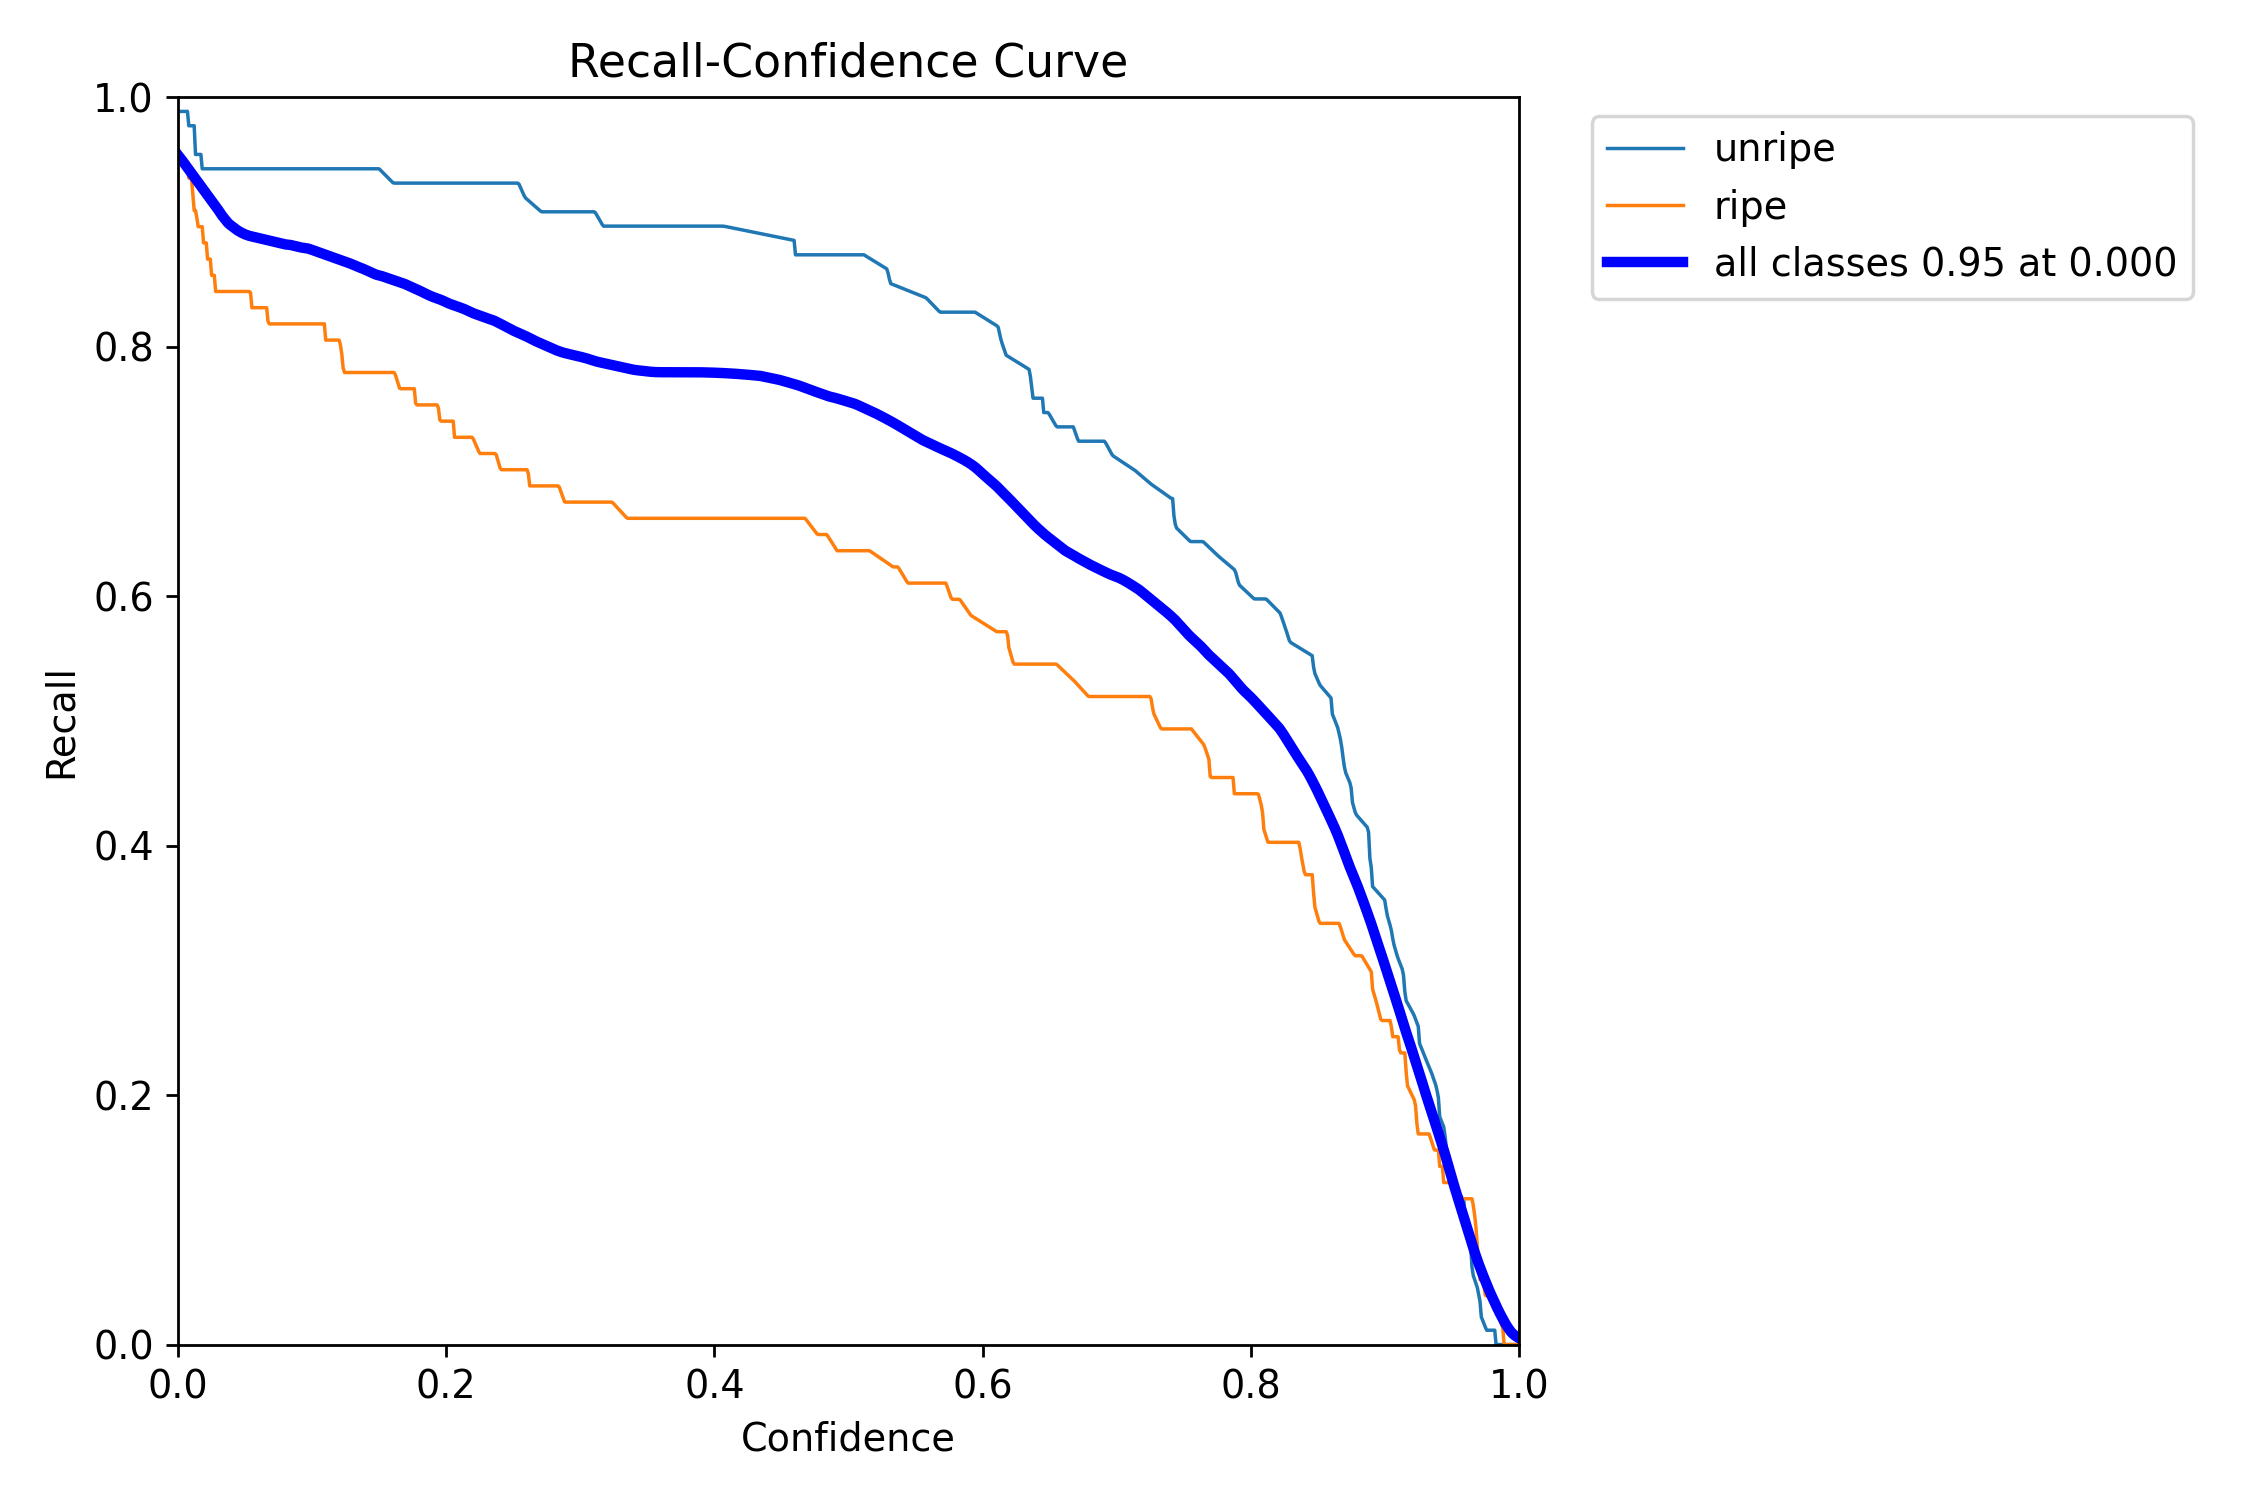 Recall-Confidence Curve
1.0
0.8
0.6
0.4
0.2
0.0
Recall
0.0 0.2 0.4 0.6 0.8 1.0
Confidence
unripe
ripe
all classes 0.95 at 0.000